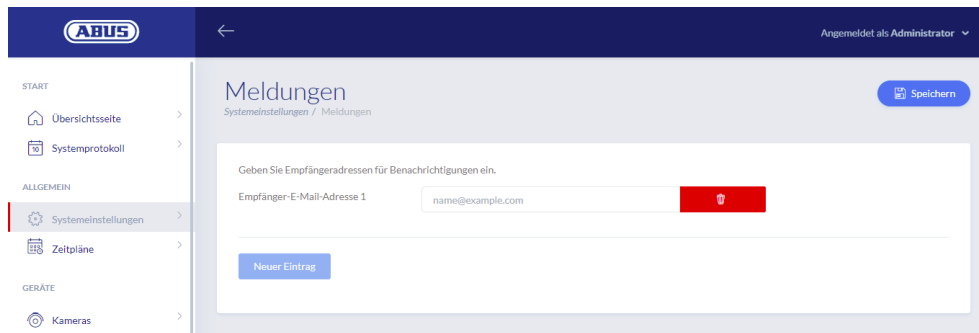 ABUS
Angemeldet als Administrator
START
Übersichtsseite
10 Systemprotokoll
ALLGEMEIN
Systemeinstellungen
Zeitpläne
GERÄTE
Kameras
Meldungen
Systemeinstellungen / Meldungen
Speichern
Geben Sie Empfängeradressen für Benachrichtigungen ein.
Empfänger-E-Mail-Adresse 1 name@example.com
Neuer Eintrag